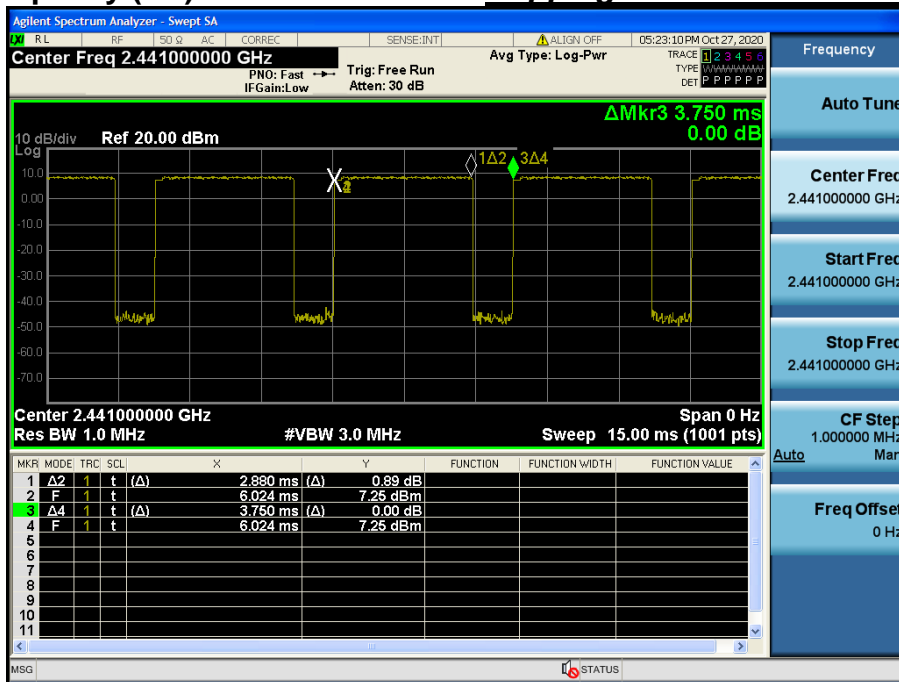 Agilent Spectrum Analyzer - Swept SA
LXI RL RF 50 Ω AC CORREC SENSE:INT ALIGN OFF 05:23:10 PM Oct 27, 2020
Center Freq 2.441000000 GHz
PNO: Fast
IFGain:Low
Trig: Free Run
Atten: 30 dB
Avg Type: Log-Pwr
TRACE 1 2 3 4 5 6
TYPE WWWWWW
DET P P P P P P
ΔMkr3 3.750 ms
0.00 dB
10 dB/div Ref 20.00 dBm
Log
10.0
0.00
-10.0
-20.0
-30.0
-40.0
-50.0
-60.0
-70.0
1Δ2
3Δ4
Center 2.441000000 GHz
Span 0 Hz
Res BW 1.0 MHz
#VBW 3.0 MHz
Sweep 15.00 ms (1001 pts)
MKR MODE TRC SCL X Y FUNCTION FUNCTION WIDTH FUNCTION VALUE
1 Δ2 1 t (Δ) 2.880 ms (Δ) 0.89 dB
2 F 1 t 6.024 ms 7.25 dBm
3 Δ4 1 t (Δ) 3.750 ms (Δ) 0.00 dB
4 F 1 t 6.024 ms 7.25 dBm
5
6
7
8
9
10
11
MSG
STATUS
Frequency
Auto Tune
Center Freq
2.441000000 GHz
Start Freq
2.441000000 GHz
Stop Freq
2.441000000 GHz
CF Step
1.000000 MHz
Auto Man
Freq Offset
0 Hz